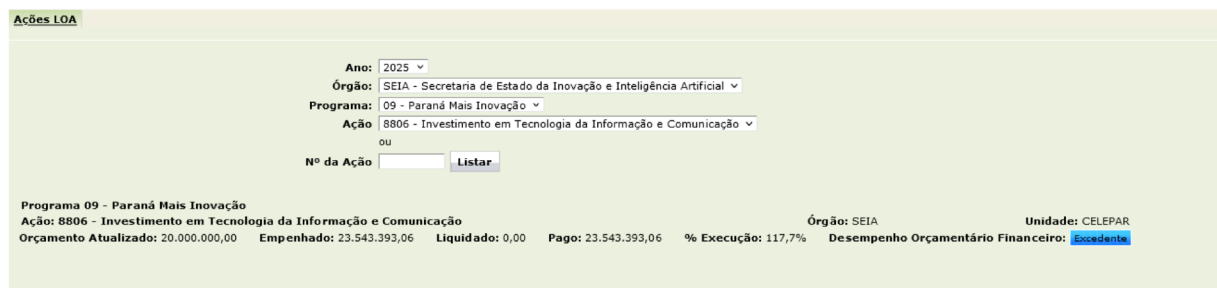 Ações LOA
Ano: 2025
Órgão: SEIA - Secretaria de Estado da Inovação e Inteligência Artificial
Programa: 09 - Paraná Mais Inovação
Ação 8806 - Investimento em Tecnologia da Informação e Comunicação
ou
Nº da Ação Listar
Programa 09 - Paraná Mais Inovação
Ação: 8806 - Investimento em Tecnologia da Informação e Comunicação Órgão: SEIA Unidade: CELEPAR
Orçamento Atualizado: 20.000.000,00 Empenhado: 23.543.393,06 Liquidado: 0,00 Pago: 23.543.393,06 % Execução: 117,7% Desempenho Orçamentário Financeiro: Excedente